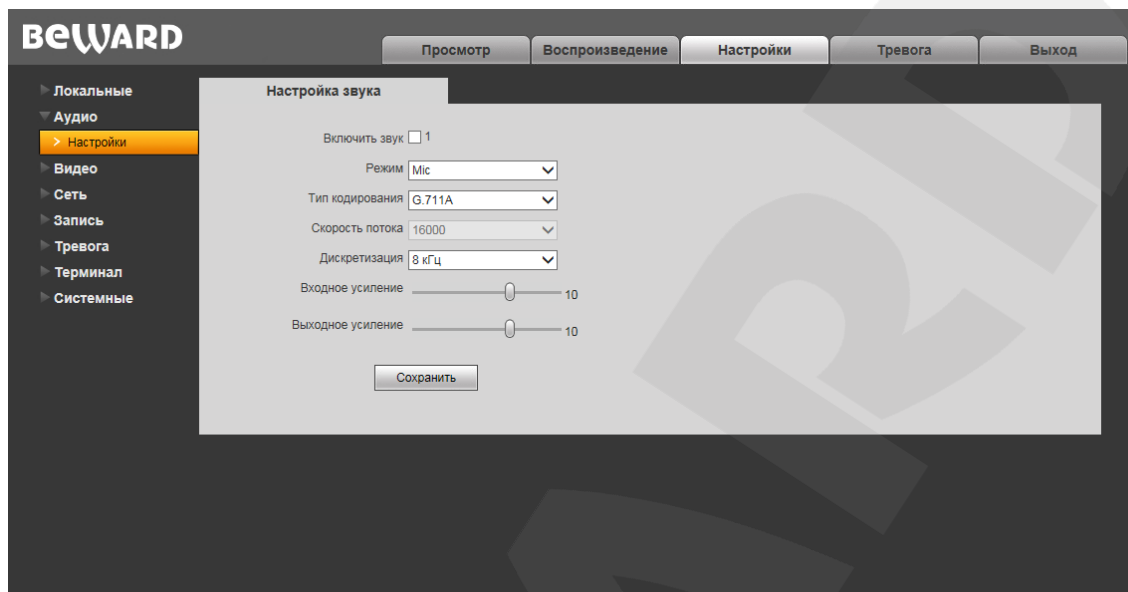 BEWARD
Просмотр Воспроизведение Настройки Тревога Выход
Локальные
Аудио
> Настройки
Видео
Сеть
Запись
Тревога
Терминал
Системные
Настройка звука
Включить звук 1
Режим Mic
Тип кодирования G.711A
Скорость потока 16000
Дискретизация 8 кГц
Входное усиление 10
Выходное усиление 10
Сохранить